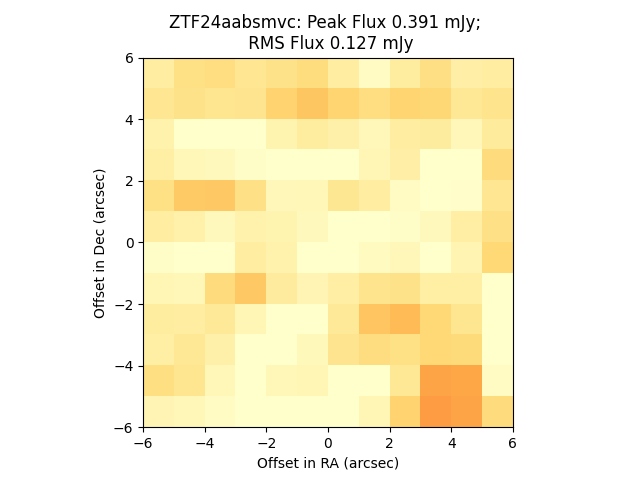 ZTF24aabsmvc: Peak Flux 0.391 mJy;
RMS Flux 0.127 mJy
6
4
2
0
−2
−4
−6
Offset in Dec (arcsec)
−6 −4 −2 0 2 4 6
Offset in RA (arcsec)